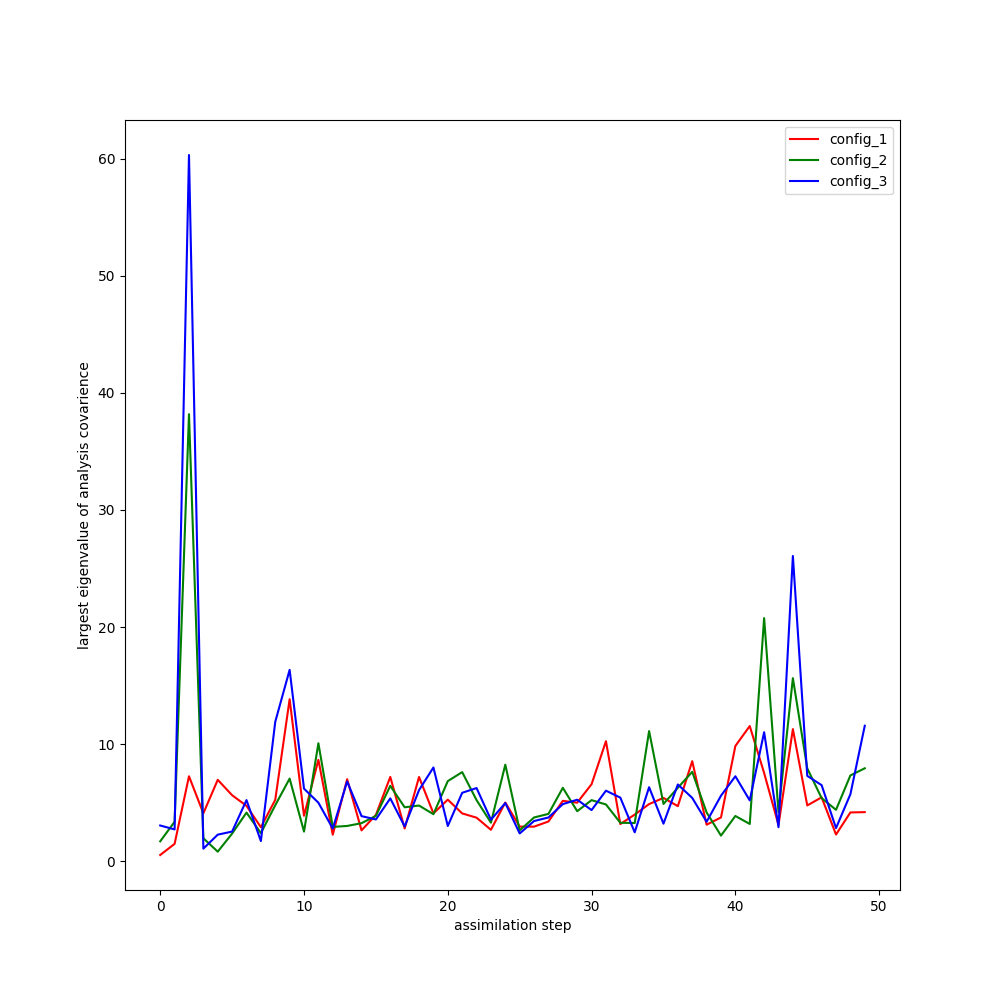 config_1
config_2
config_3
60
50
40
30
20
10
0
largest eigenvalue of analysis covarience
0 10 20 30 40 50
assimilation step